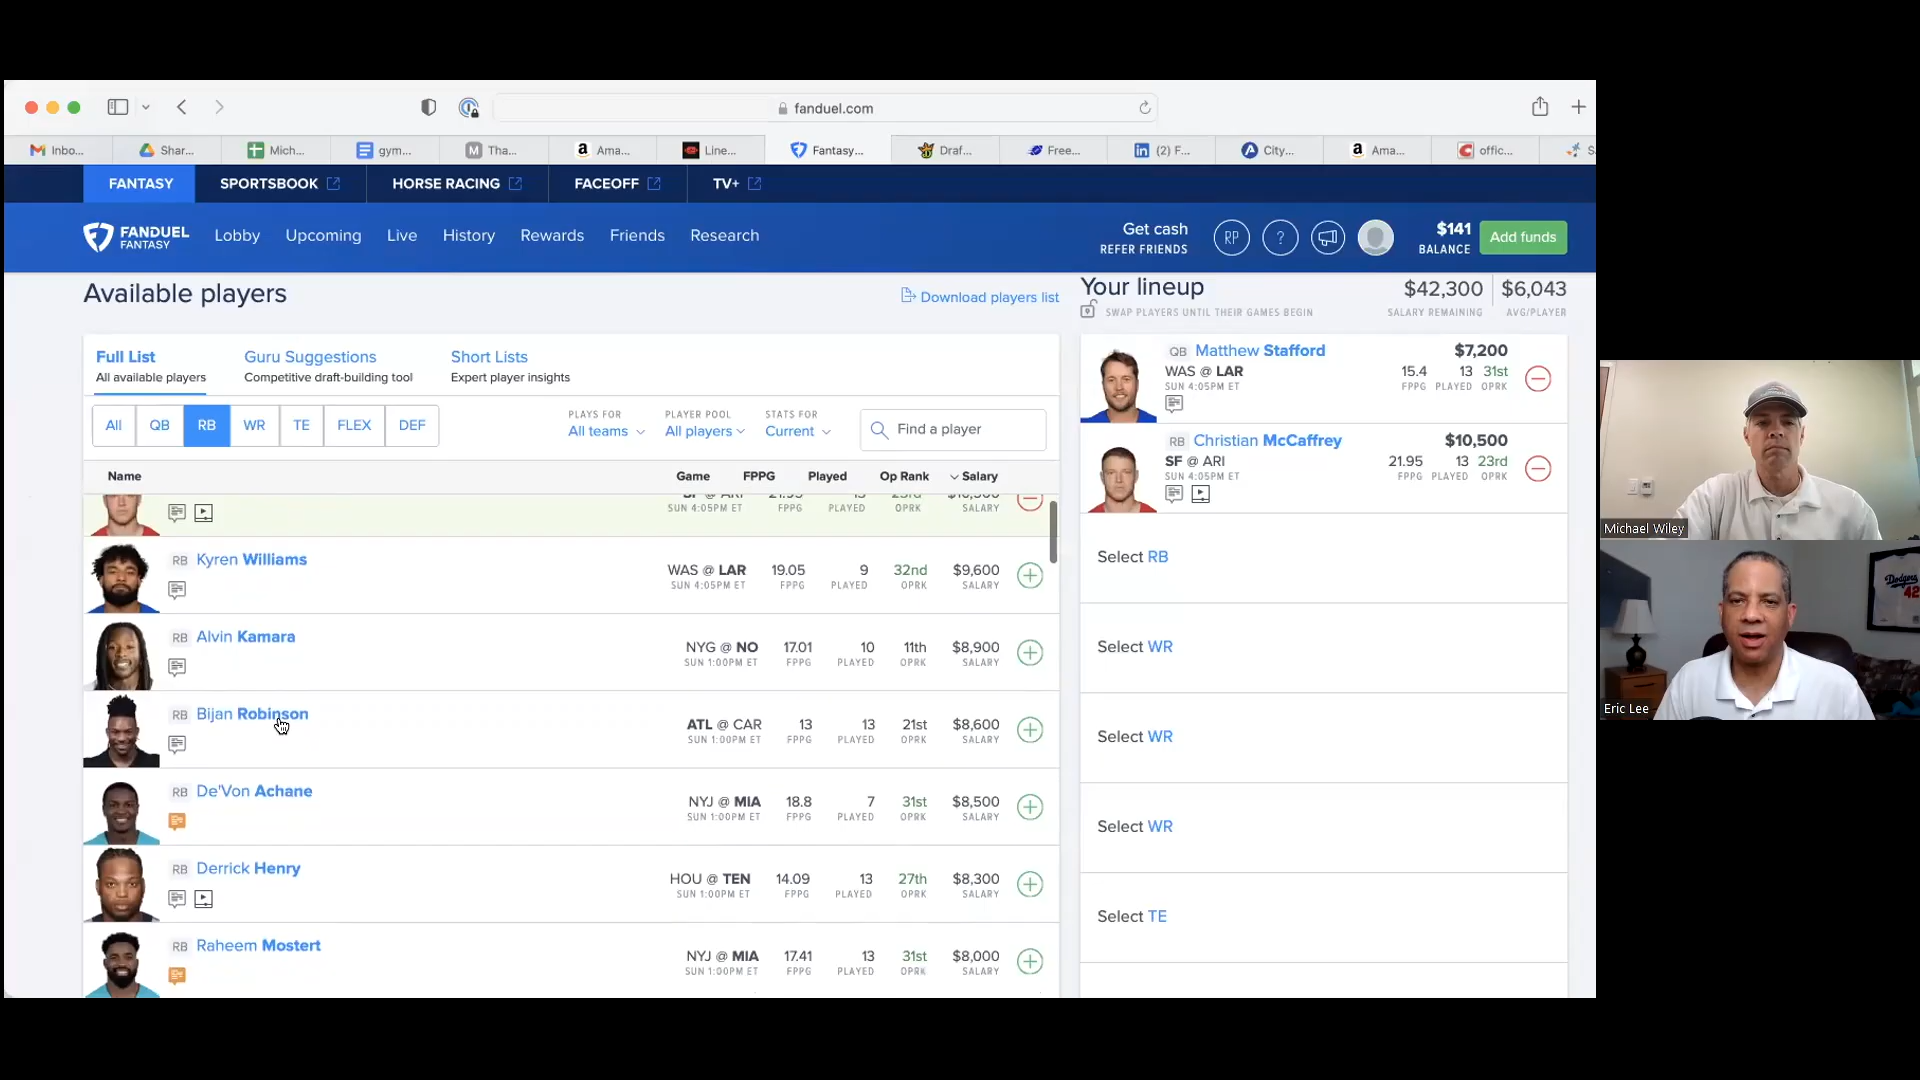 fanduel.com
Inbo...
Shar...
Mich...
gym...
Tha...
Ama...
Line...
Fantasy...
Draf...
Free...
(2) F...
City...
Ama...
offic...
S
FANTASY
SPORTSBOOK
HORSE RACING
FACEOFF
TV+
FANDUEL
FANTASY
Lobby
Upcoming
Live
History
Rewards
Friends
Research
Get cash
REFER FRIENDS
RP
?
$141
BALANCE
Add funds
Available players
Download players list
Full List
All available players
Guru Suggestions
Competitive draft-building tool
Short Lists
Expert player insights
All
QB
RB
WR
TE
FLEX
DEF
PLAYS FOR
All teams
PLAYER POOL
All players
STATS FOR
Current
Find a player
Name Game FPPG Played Op Rank Salary
SUN 4:05PM ET FPPG PLAYED OPRK SALARY
RB Kyren Williams
WAS @ LAR 19.05 9 32nd $9,600
SUN 4:05PM ET FPPG PLAYED OPRK SALARY
RB Alvin Kamara
NYG @ NO 17.01 10 11th $8,900
SUN 1:00PM ET FPPG PLAYED OPRK SALARY
RB Bijan Robinson
ATL @ CAR 13 13 21st $8,600
SUN 1:00PM ET FPPG PLAYED OPRK SALARY
RB De'Von Achane
NYJ @ MIA 18.8 7 31st $8,500
SUN 1:00PM ET FPPG PLAYED OPRK SALARY
RB Derrick Henry
HOU @ TEN 14.09 13 27th $8,300
SUN 1:00PM ET FPPG PLAYED OPRK SALARY
RB Raheem Mostert
NYJ @ MIA 17.41 13 31st $8,000
SUN 1:00PM ET FPPG PLAYED OPRK SALARY
Your lineup
SWAP PLAYERS UNTIL THEIR GAMES BEGIN
$42,300 $6,043
SALARY REMAINING AVG/PLAYER
QB Matthew Stafford $7,200
WAS @ LAR 15.4 13 31st
SUN 4:05PM ET FPPG PLAYED OPRK
RB Christian McCaffrey $10,500
SF @ ARI 21.95 13 23rd
SUN 4:05PM ET FPPG PLAYED OPRK
Select RB
Select WR
Select WR
Select WR
Select TE
Michael Wiley
Dodgers
42
Eric Lee